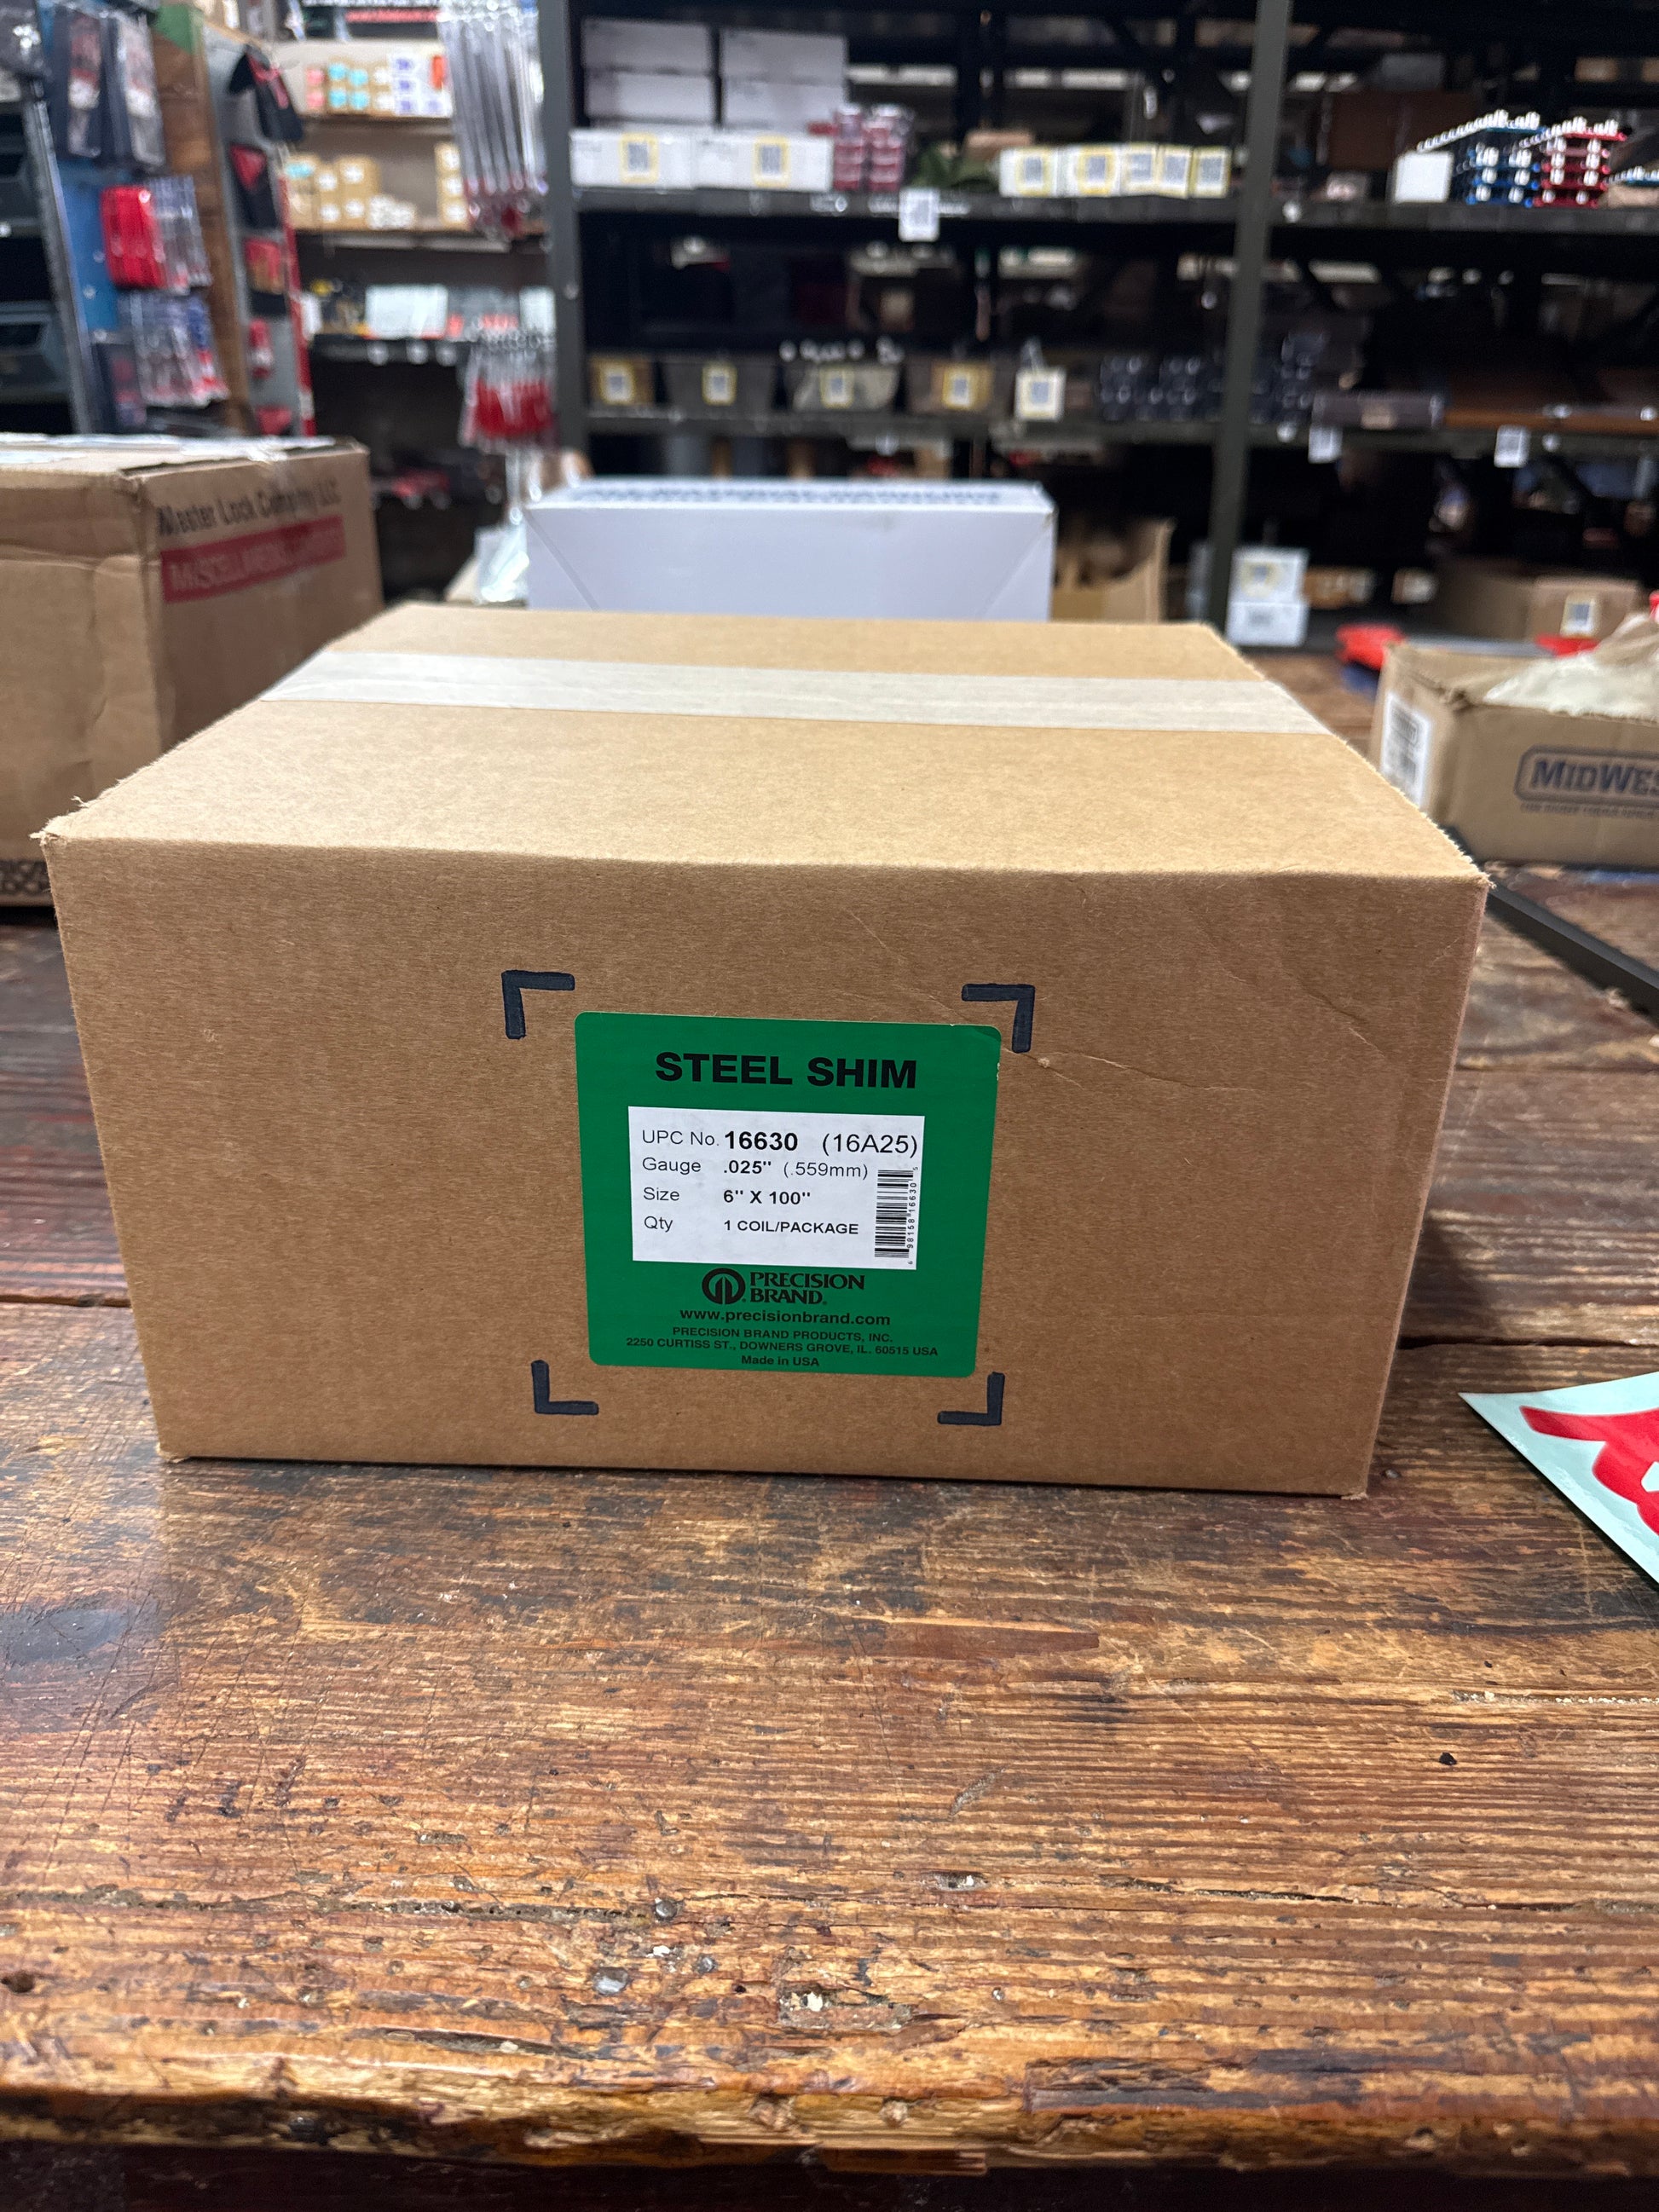 Master Lock Company LLC
MidWes
STEEL SHIM
UPC No. 16630 (16A25)
Gauge .025" (.559mm)
Size 6" X 100"
Qty 1 COIL/PACKAGE
PRECISION
BRAND
www.precisionbrand.com
PRECISION BRAND PRODUCTS, INC.
2250 CURTISS ST., DOWNERS GROVE, IL. 60515 USA
Made in USA